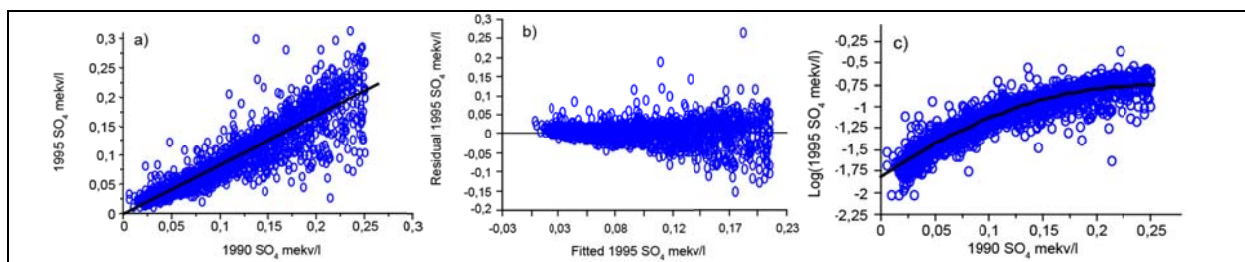 a)
1995 SO₄ mekv/l
0,3
0,25
0,2
0,15
0,1
0,05
0
0 0,05 0,1 0,15 0,2 0,25 0,3
1990 SO₄ mekv/l
b)
Residual 1995 SO₄ mekv/l
0,3
0,25
0,2
0,15
0,1
0,05
0
-0,05
-0,1
-0,15
-0,2
-0,03 0,03 0,08 0,12 0,17 0,23
Fitted 1995 SO₄ mekv/l
c)
Log(1995 SO₄ mekv/l)
-0,25
-0,5
-0,75
-1
-1,25
-1,5
-1,75
-2
-2,25
0 0,05 0,1 0,15 0,2 0,25
1990 SO₄ mekv/l